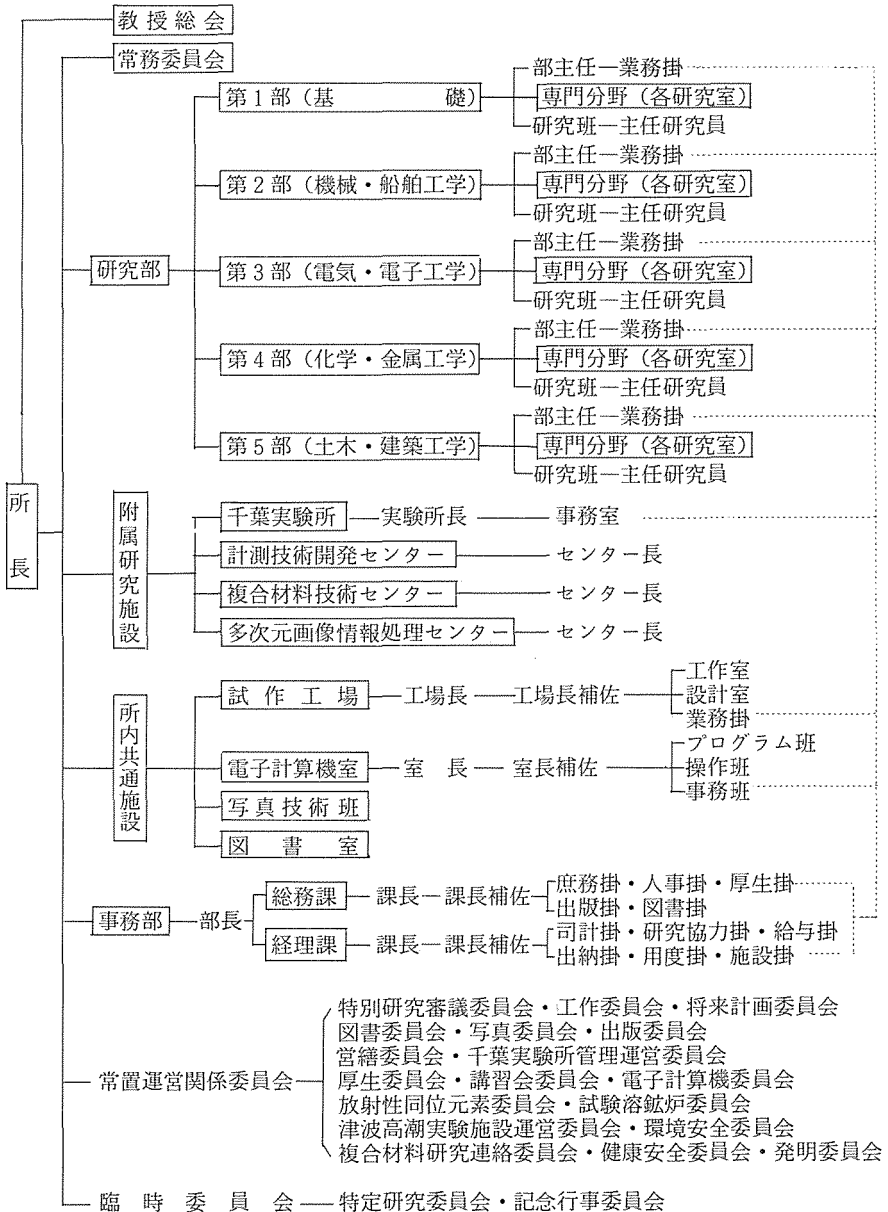 教授総会
常務委員会
部主任―業務掛
第1部(基 礎) 専門分野(各研究室)
研究班―主任研究員
部主任―業務掛
第2部(機械・船舶工学) 専門分野(各研究室)
研究班―主任研究員
部主任―業務掛
研究部 第3部(電気・電子工学) 専門分野(各研究室)
研究班―主任研究員
部主任―業務掛
第4部(化学・金属工学) 専門分野(各研究室)
研究班―主任研究員
部主任―業務掛
第5部(土木・建築工学) 専門分野(各研究室)
研究班―主任研究員
所長
附属研究施設
千葉実験所 ― 実験所長 ― 事務室
計測技術開発センター ― センター長
複合材料技術センター ― センター長
多次元画像情報処理センター ― センター長
所内共通施設
工作室
試作工場 ― 工場長 ― 工場長補佐 設計室
業務掛
プログラム班
電子計算機室 ― 室長 ― 室長補佐 操作班
事務班
写真技術班
図書室
総務課 ― 課長 ― 課長補佐 庶務掛・人事掛・厚生掛
出版掛・図書掛
事務部 ― 部長
経理課 ― 課長 ― 課長補佐 司計掛・研究協力掛・給与掛
出納掛・用度掛・施設掛
特別研究審議委員会・工作委員会・将来計画委員会
図書委員会・写真委員会・出版委員会
営繕委員会・千葉実験所管理運営委員会
常置運営関係委員会 厚生委員会・講習会委員会・電子計算機委員会
放射性同位元素委員会・試験溶鉱炉委員会
津波高潮実験施設運営委員会・環境安全委員会
複合材料研究連絡委員会・健康安全委員会・発明委員会
臨時委員会 ― 特定研究委員会・記念行事委員会